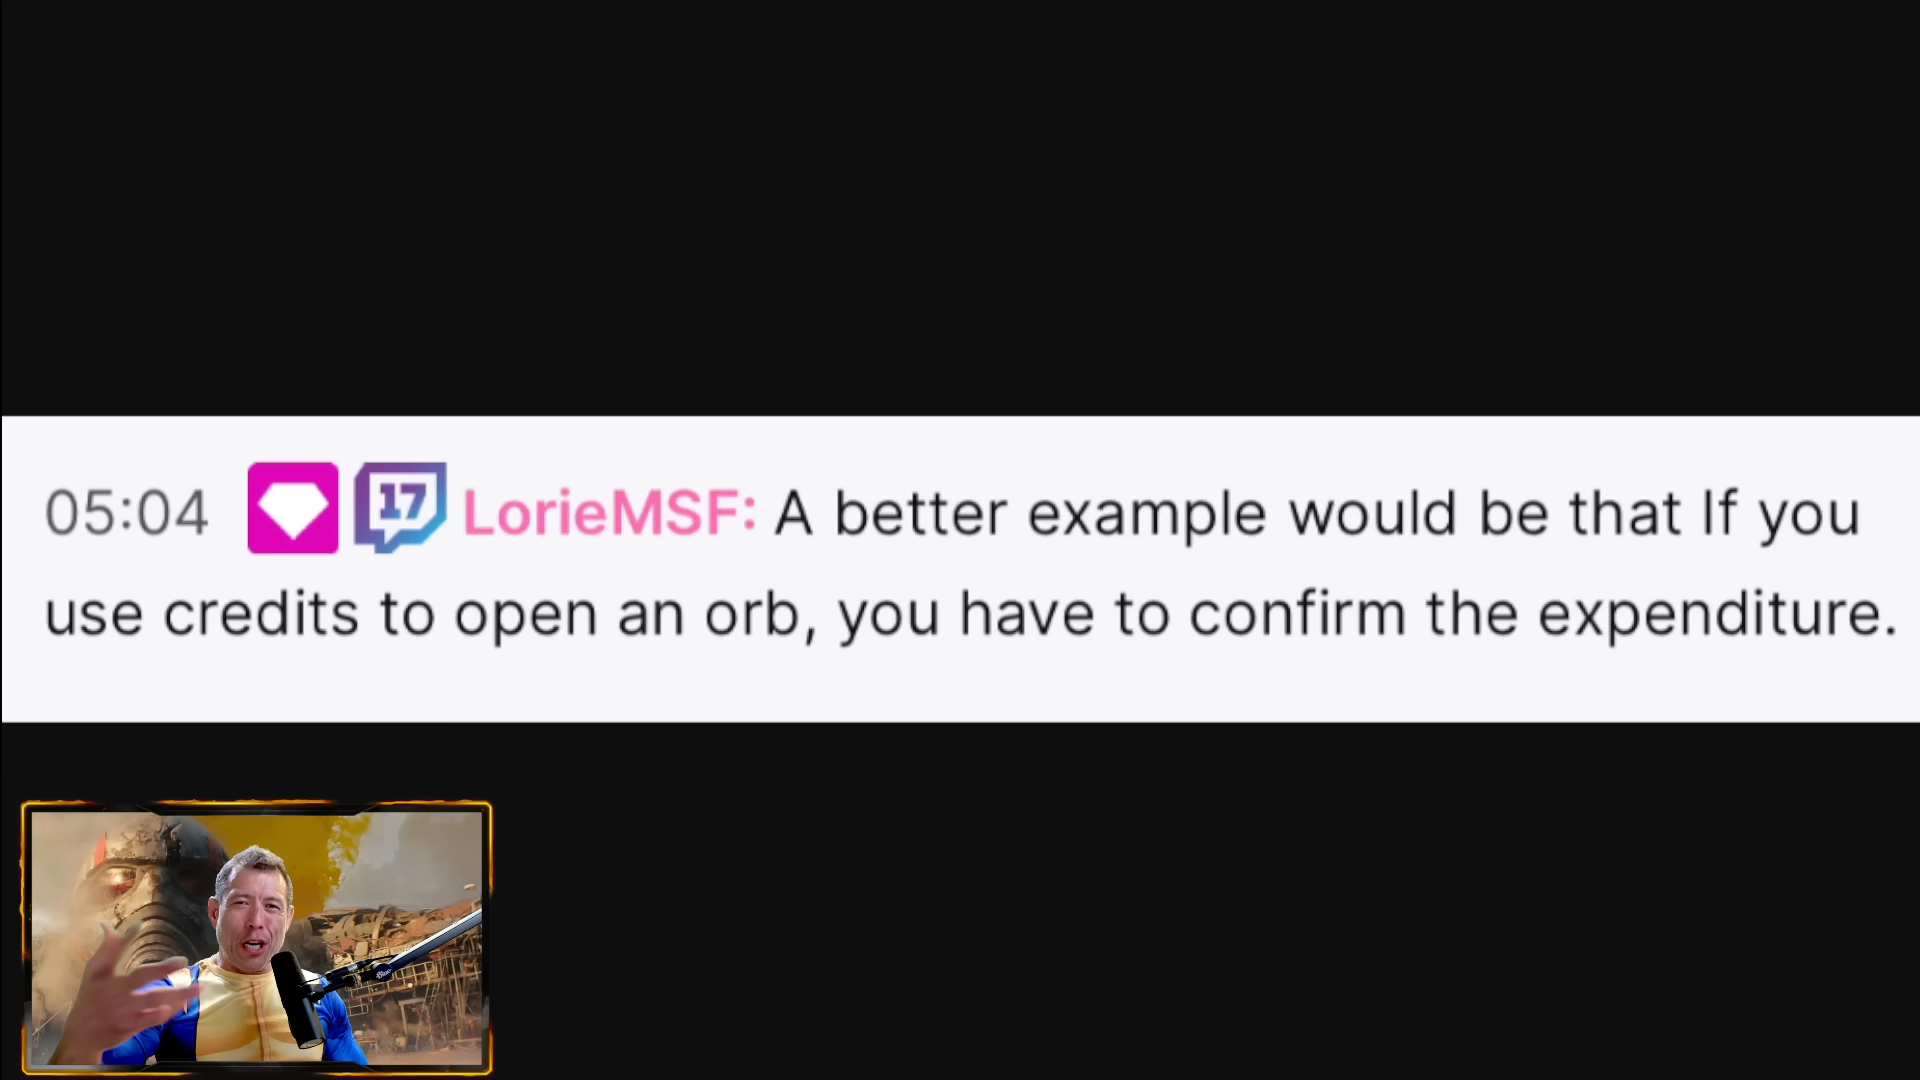 05:04 17 LorieMSF: A better example would be that If you
use credits to open an orb, you have to confirm the expenditure.